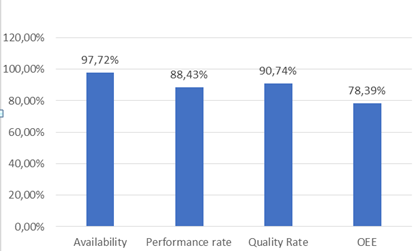 120,00%
100,00%
80,00%
60,00%
40,00%
20,00%
0,00%
97,72%
88,43%
90,74%
78,39%
Availability
Performance rate
Quality Rate
OEE